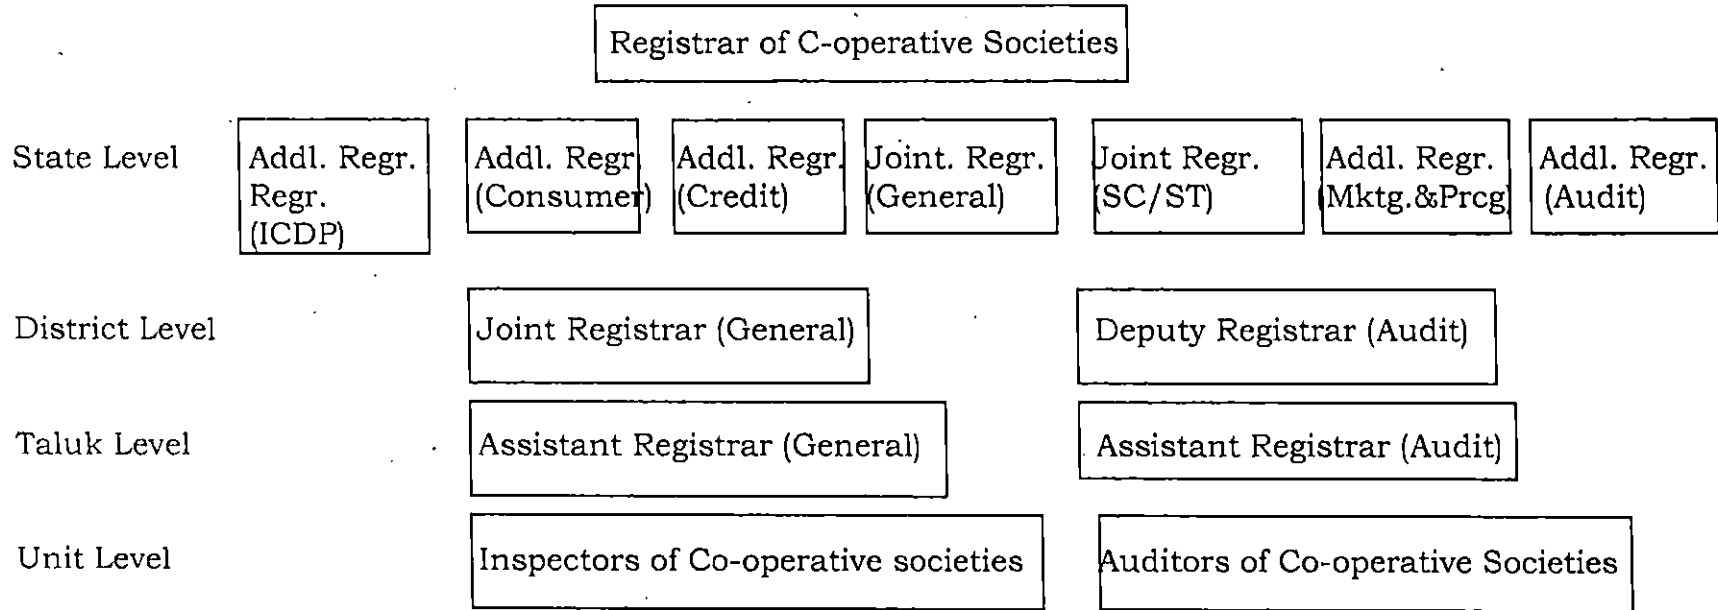 Registrar of C-operative Societies
State Level
Addl. Regr.
Regr.
(ICDP)
Addl. Regr
(Consumer)
Addl. Regr.
(Credit)
Joint. Regr.
(General)
Joint Regr.
(SC/ST)
Addl. Regr.
(Mktg.&Prcg)
Addl. Regr.
(Audit)
District Level
Joint Registrar (General)
Deputy Registrar (Audit)
Taluk Level
Assistant Registrar (General)
Assistant Registrar (Audit)
Unit Level
Inspectors of Co-operative societies
Auditors of Co-operative Societies